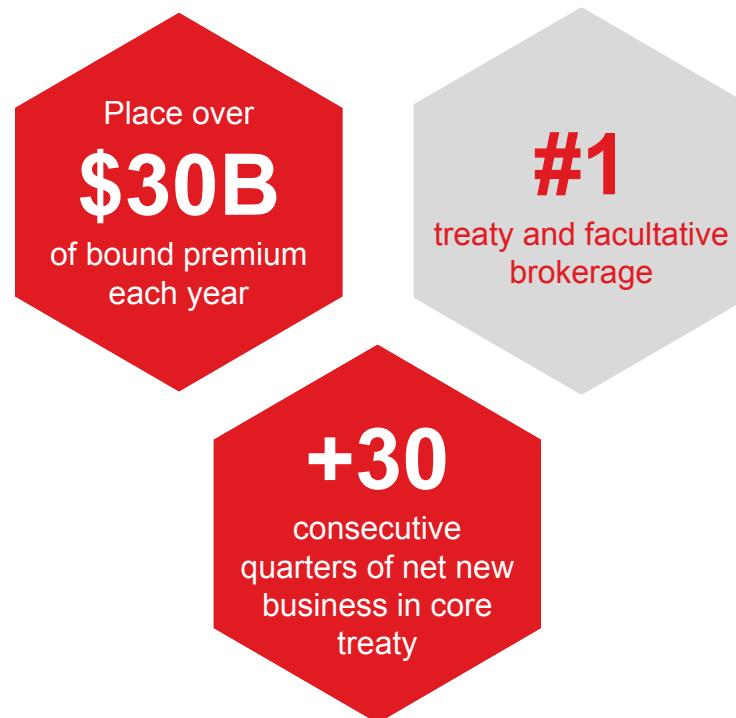 Place over
$30B
of bound premium
each year
#1
treaty and facultative
brokerage
+30
consecutive
quarters of net new
business in core
treaty